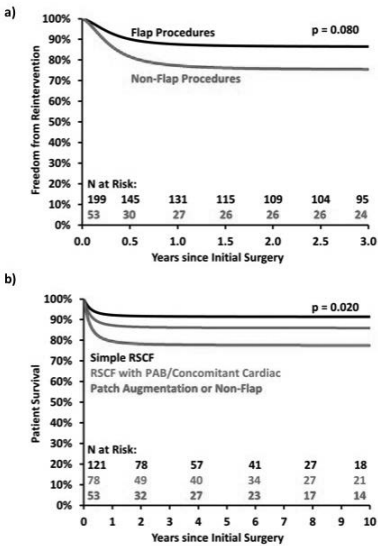 a)
Freedom from Reintervention
100%
90%
80%
70%
60%
50%
40%
30%
20%
10%
0%
Flap Procedures
p = 0.080
Non-Flap Procedures
N at Risk:
199 145 131 115 109 104 95
53 30 27 26 26 26 24
0.0 0.5 1.0 1.5 2.0 2.5 3.0
Years since Initial Surgery
b)
Patient Survival
100%
90%
80%
70%
60%
50%
40%
30%
20%
10%
0%
p = 0.020
Simple RSCF
RSCF with PAB/Concomitant Cardiac
Patch Augmentation or Non-Flap
N at Risk:
121 78 57 41 27 18
78 49 40 34 27 21
53 32 27 23 17 14
0 1 2 3 4 5 6 7 8 9 10
Years since Initial Surgery